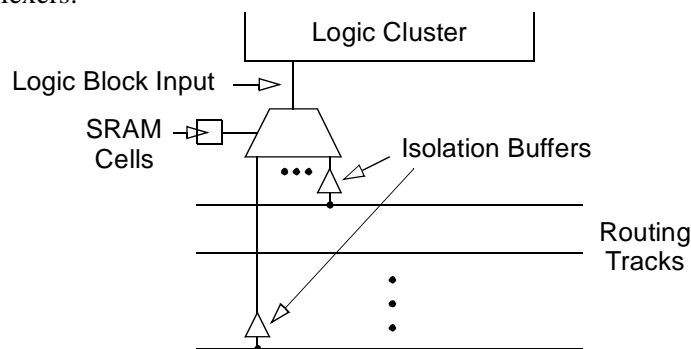 lexers.
Logic Cluster
Logic Block Input
SRAM
Cells
Isolation Buffers
Routing
Tracks